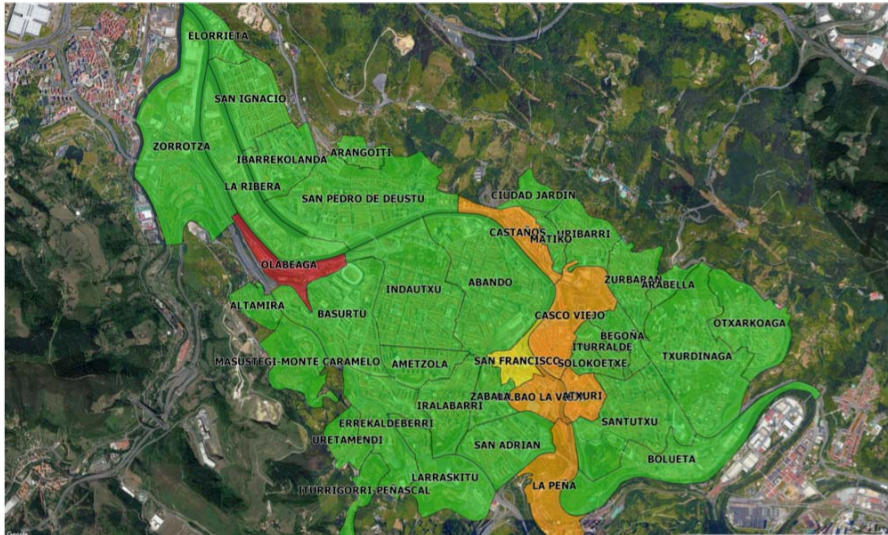 ELORRIETA
SAN IGNACIO
ZORROTZA
IBARREKOLANDA
ARANGOITI
LA RIBERA
SAN PEDRO DE DEUSTU
CIUDAD JARDIN
CASTAÑOS
URIBARRI
MATIKO
OLABEAGA
ZURBARAN
ARABELLA
INDAUTXU
ABANDO
ALTAMIRA
BASURTU
CASCO VIEJO
OTXARKOAGA
BEGOÑA
ITURRALDE
TXURDINAGA
MASUSTEGI-MONTE CARAMELO
AMETZOLA
SAN FRANCISCO
SOLOKOETXE
ZABALA
BILBAO LA VIEJA
ATXURI
IRALABARRI
ERREKALDEBERRI
SANTUTXU
URETAMENDI
SAN ADRIAN
BOLUETA
LARRASKITU
LA PEÑA
ITURRIGORRI-PEÑASCAL